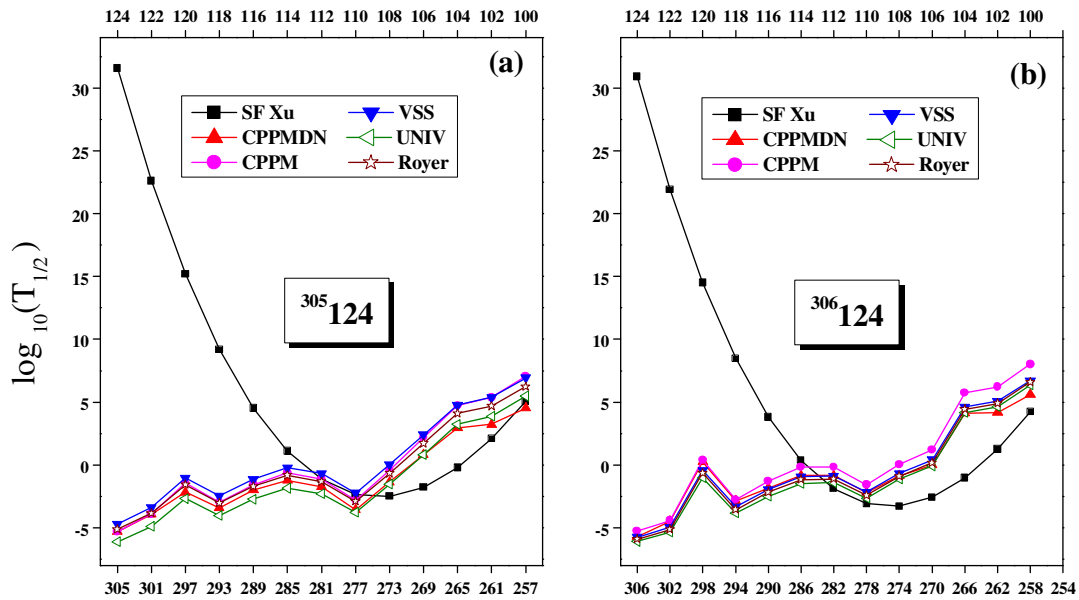 124 122 120 118 116 114 112 110 108 106 104 102 100
(a)
SF Xu VSS
CPPMDN UNIV
CPPM Royer
³⁰⁵124
log ₁₀(T₁/₂)
30
25
20
15
10
5
0
-5
305 301 297 293 289 285 281 277 273 269 265 261 257
124 122 120 118 116 114 112 110 108 106 104 102 100
(b)
SF Xu VSS
CPPMDN UNIV
CPPM Royer
³⁰⁶124
30
25
20
15
10
5
0
-5
306 302 298 294 290 286 282 278 274 270 266 262 258 254